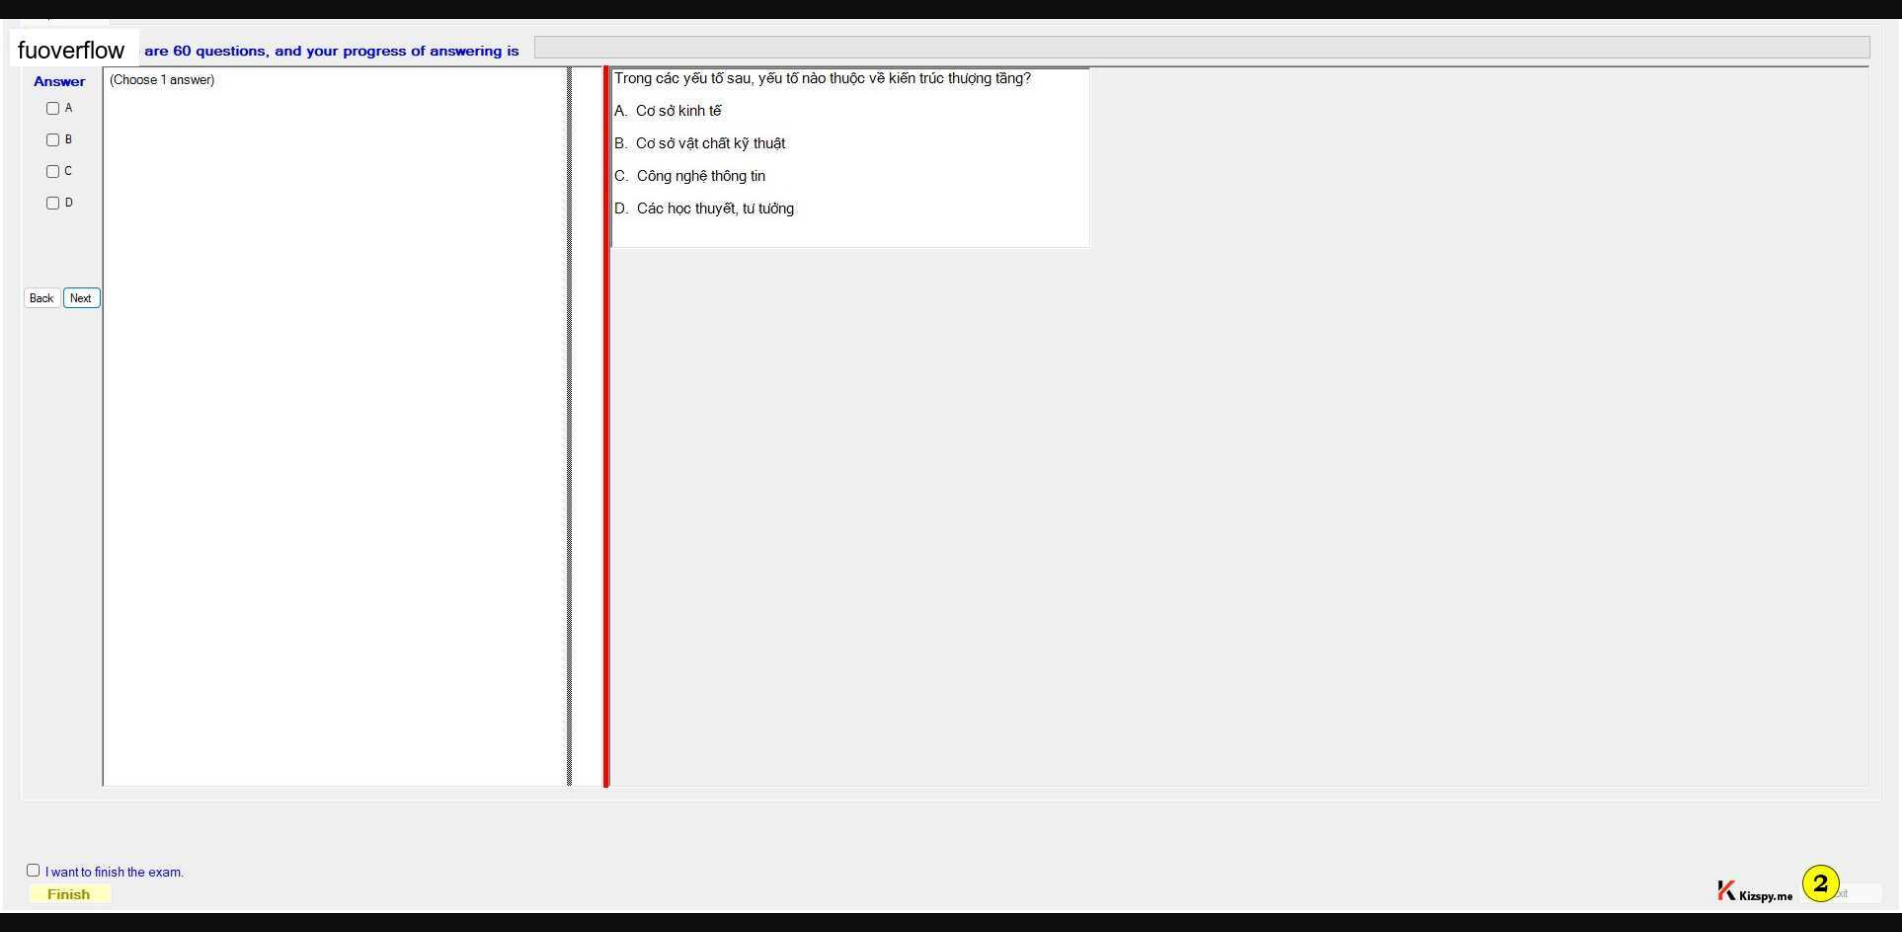 fuoverflow are 60 questions, and your progress of answering is
Answer
A
B
C
D
Back Next
(Choose 1 answer)
Trong các yếu tố sau, yếu tố nào thuộc về kiến trúc thượng tầng?
A. Cơ sở kinh tế
B. Cơ sở vật chất kỹ thuật
C. Công nghệ thông tin
D. Các học thuyết, tư tưởng
I want to finish the exam.
Finish
Kizspy.me
2